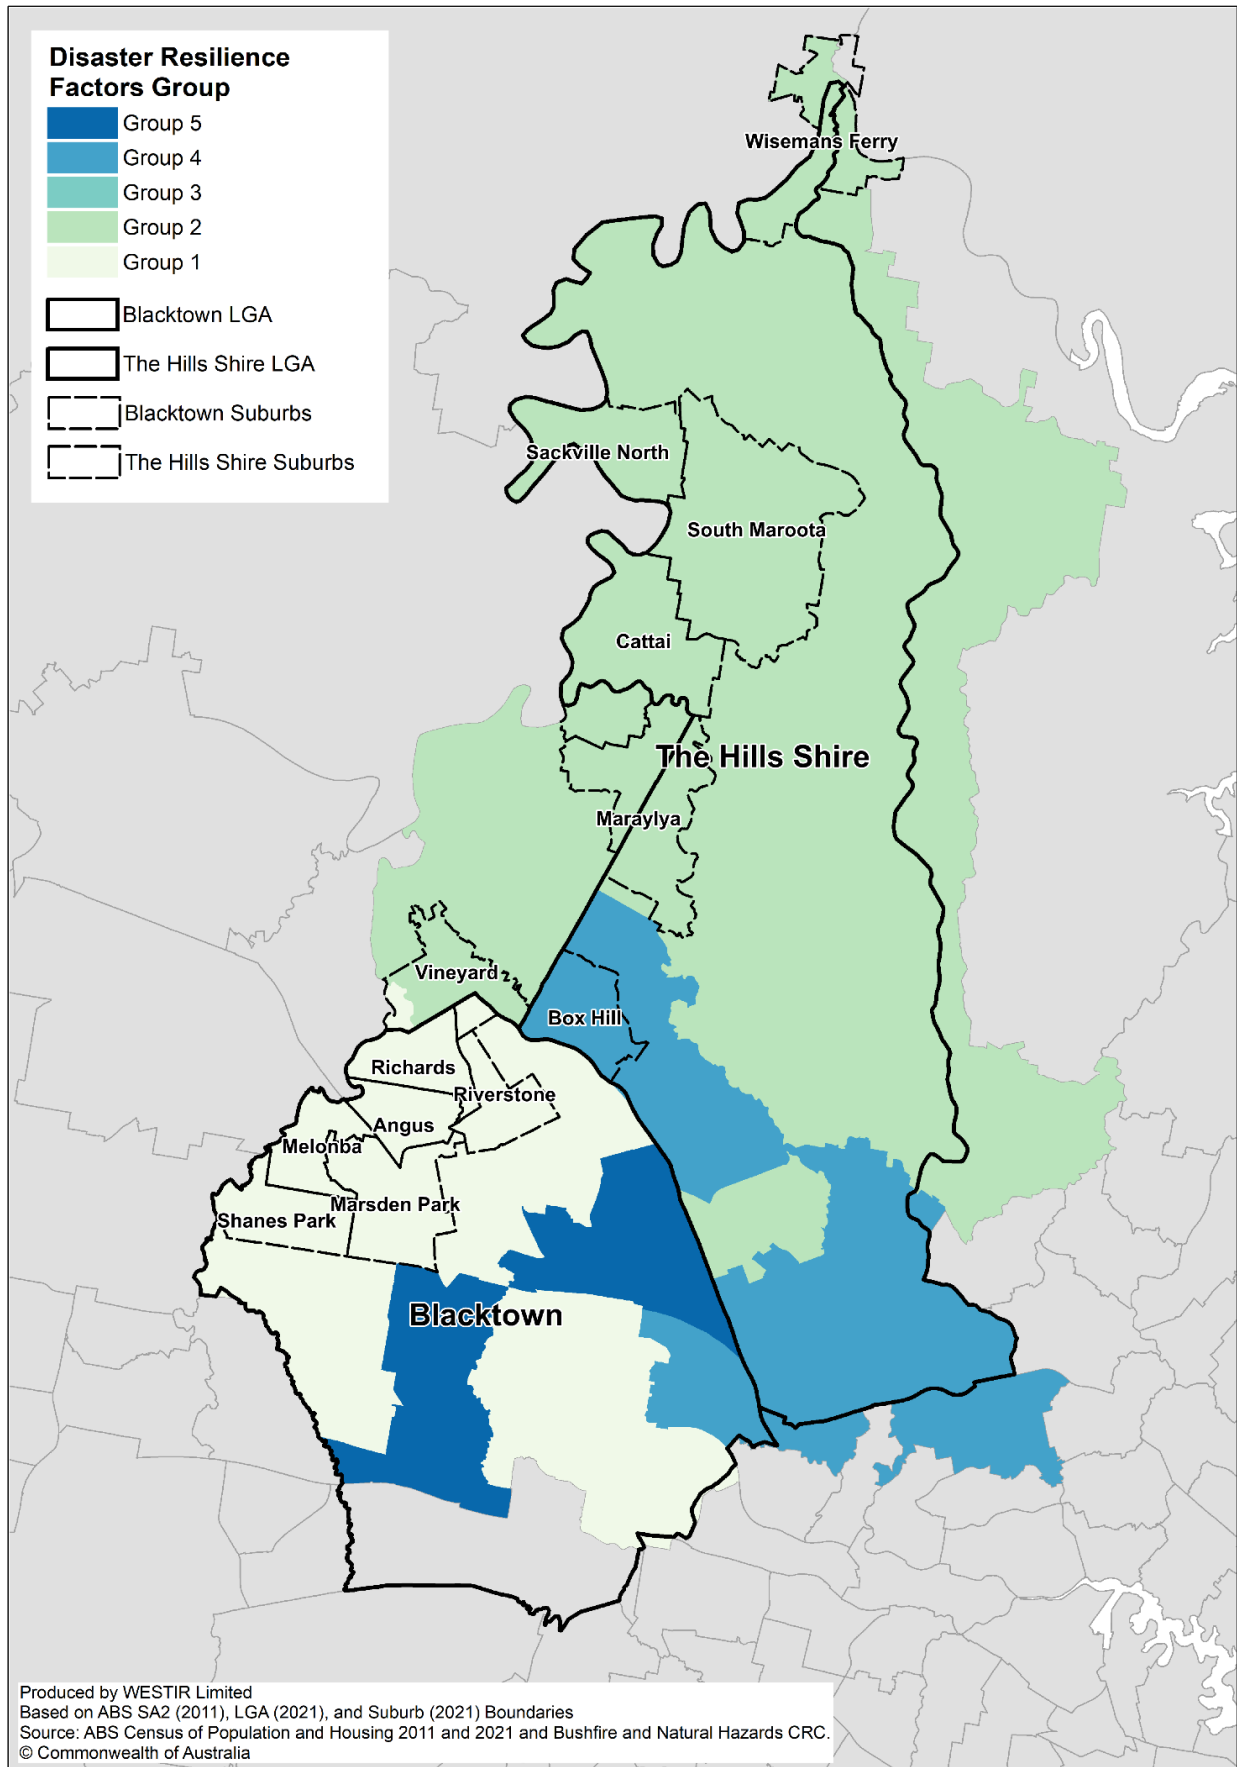 Disaster Resilience
Factors Group
Group 5
Group 4
Group 3
Group 2
Group 1
Blacktown LGA
The Hills Shire LGA
Blacktown Suburbs
The Hills Shire Suburbs
Wisemans Ferry
Sackville North
South Maroota
Cattai
The Hills Shire
Maraylya
Vineyard
Box Hill
Richards
Riverstone
Angus
Melonba
Marsden Park
Shanes Park
Blacktown
Produced by WESTIR Limited
Based on ABS SA2 (2011), LGA (2021), and Suburb (2021) Boundaries
Source: ABS Census of Population and Housing 2011 and 2021 and Bushfire and Natural Hazards CRC.
© Commonwealth of Australia